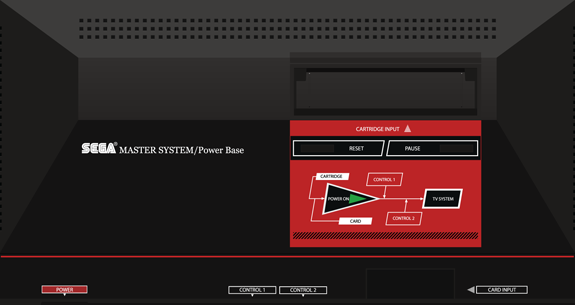 CARTRIDGE INPUT
SEGA® MASTER SYSTEM/Power Base
RESET
PAUSE
CARTRIDGE
CONTROL 1
POWER ON
TV SYSTEM
CARD
CONTROL 2
POWER
CONTROL 1
CONTROL 2
CARD INPUT